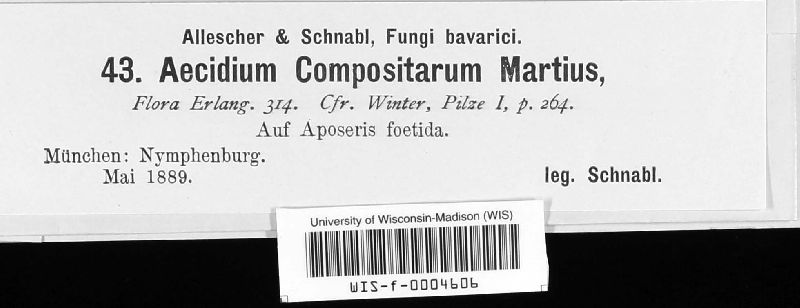 Allescher & Schnabl, Fungi bavarici.
43. Aecidium Compositarum Martius,
Flora Erlang. 314. Cfr. Winter, Pilze I, p. 264.
Auf Aposeris foetida.
München: Nymphenburg.
Mai 1889.
leg. Schnabl.
University of Wisconsin-Madison (WIS)
WIS-f-0004606